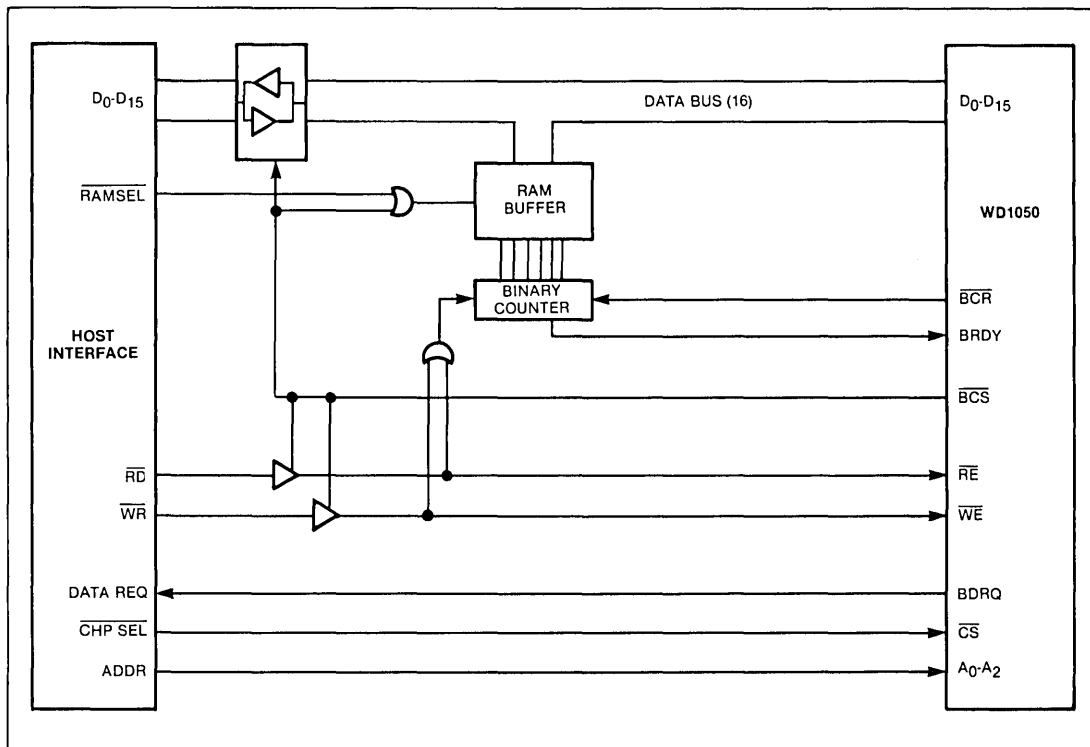 D0-D15
DATA BUS (16)
D0-D15
RAMSEL
RAM
BUFFER
WD1050
BINARY
COUNTER
BCR
BRDY
HOST
INTERFACE
BCS
RD
RE
WR
WE
DATA REQ
BDRQ
CHP SEL
CS
ADDR
A0-A2